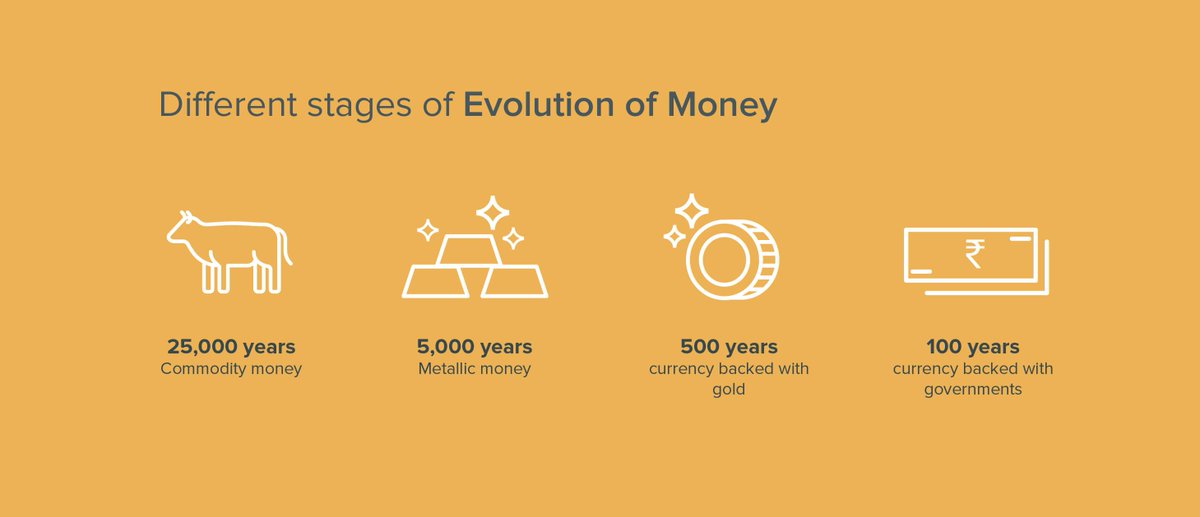 Different stages of Evolution of Money
₹
25,000 years
Commodity money
5,000 years
Metallic money
500 years
currency backed with
gold
100 years
currency backed with
governments